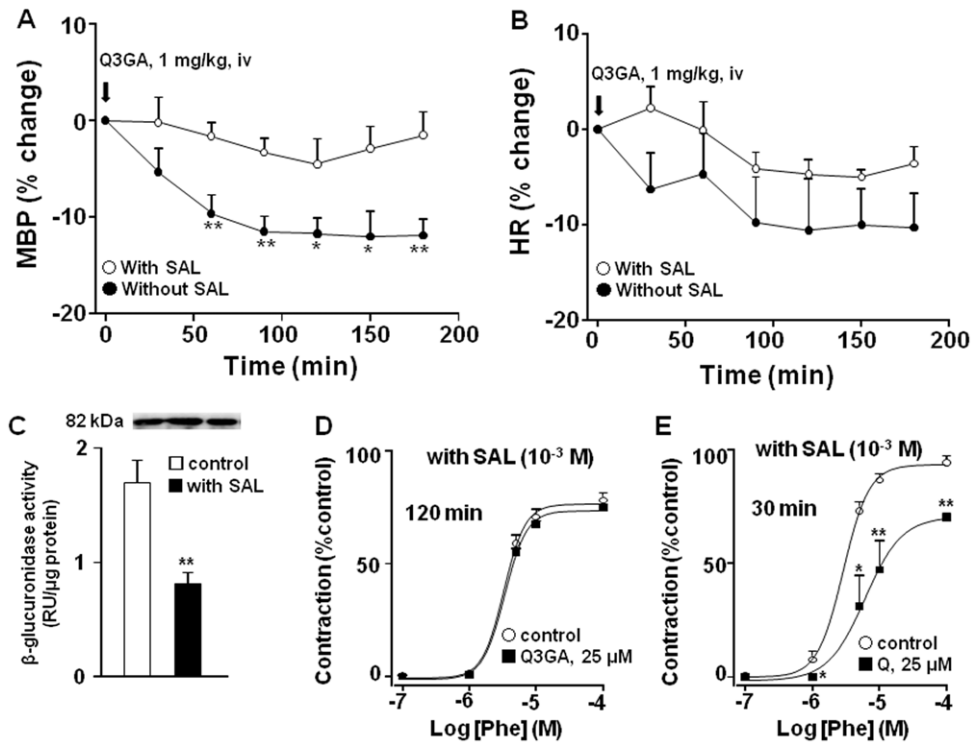 A
10
0
-10
-20
MBP (% change)
Q3GA, 1 mg/kg, iv
** ** * * **
With SAL
Without SAL
0 50 100 150 200
Time (min)
B
10
0
-10
-20
HR (% change)
Q3GA, 1 mg/kg, iv
With SAL
Without SAL
0 50 100 150 200
Time (min)
C
82 kDa
2
1
0
β-glucuronidase activity
(RU/μg protein)
control
with SAL
**
D
100
50
0
Contraction (%control)
with SAL (10-3 M)
120 min
control
Q3GA, 25 μM
-7 -6 -5 -4
Log [Phe] (M)
E
100
50
0
Contraction (%control)
with SAL (10-3 M)
30 min
**
**
*
*
control
Q, 25 μM
-7 -6 -5 -4
Log [Phe] (M)